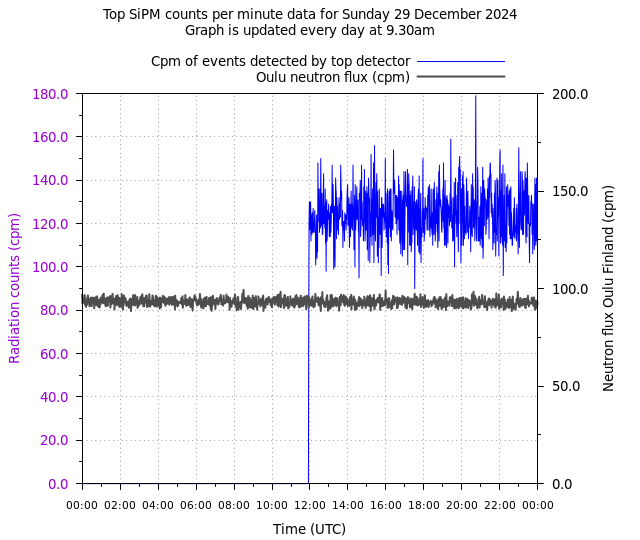 Top SiPM counts per minute data for Sunday 29 December 2024
Graph is updated every day at 9.30am
Cpm of events detected by top detector
Oulu neutron flux (cpm)
180.0
160.0
140.0
120.0
100.0
80.0
60.0
40.0
20.0
0.0
Radiation counts (cpm)
200.0
150.0
100.0
50.0
0.0
Neutron flux Oulu Finland (cpm)
00:00 02:00 04:00 06:00 08:00 10:00 12:00 14:00 16:00 18:00 20:00 22:00 00:00
Time (UTC)